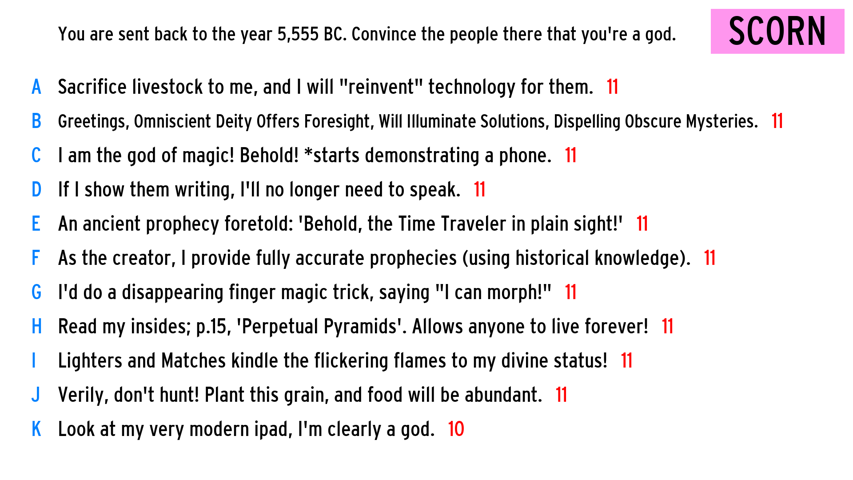 You are sent back to the year 5,555 BC. Convince the people there that you're a god.
SCORN
A Sacrifice livestock to me, and I will "reinvent" technology for them. 11
B Greetings, Omniscient Deity Offers Foresight, Will Illuminate Solutions, Dispelling Obscure Mysteries. 11
C I am the god of magic! Behold! *starts demonstrating a phone. 11
D If I show them writing, I'll no longer need to speak. 11
E An ancient prophecy foretold: 'Behold, the Time Traveler in plain sight!' 11
F As the creator, I provide fully accurate prophecies (using historical knowledge). 11
G I'd do a disappearing finger magic trick, saying "I can morph!" 11
H Read my insides; p.15, 'Perpetual Pyramids'. Allows anyone to live forever! 11
I Lighters and Matches kindle the flickering flames to my divine status! 11
J Verily, don't hunt! Plant this grain, and food will be abundant. 11
K Look at my very modern ipad, I'm clearly a god. 10